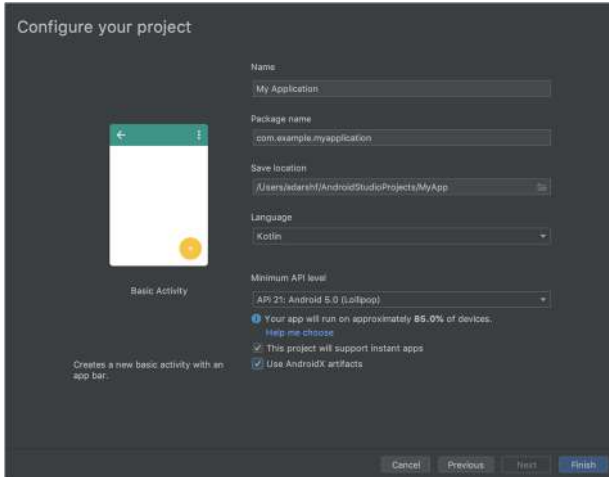 Configure your project
Name
My Application
Package name
com.example.myapplication
Save location
/Users/adarshf/AndroidStudioProjects/MyApp
Language
Kotlin
Minimum API level
API 21: Android 5.0 (Lollipop)
Your app will run on approximately 85.0% of devices.
Help me choose
This project will support instant apps
Use AndroidX artifacts
Basic Activity
Creates a new basic activity with an
app bar.
Cancel
Previous
Next
Finish